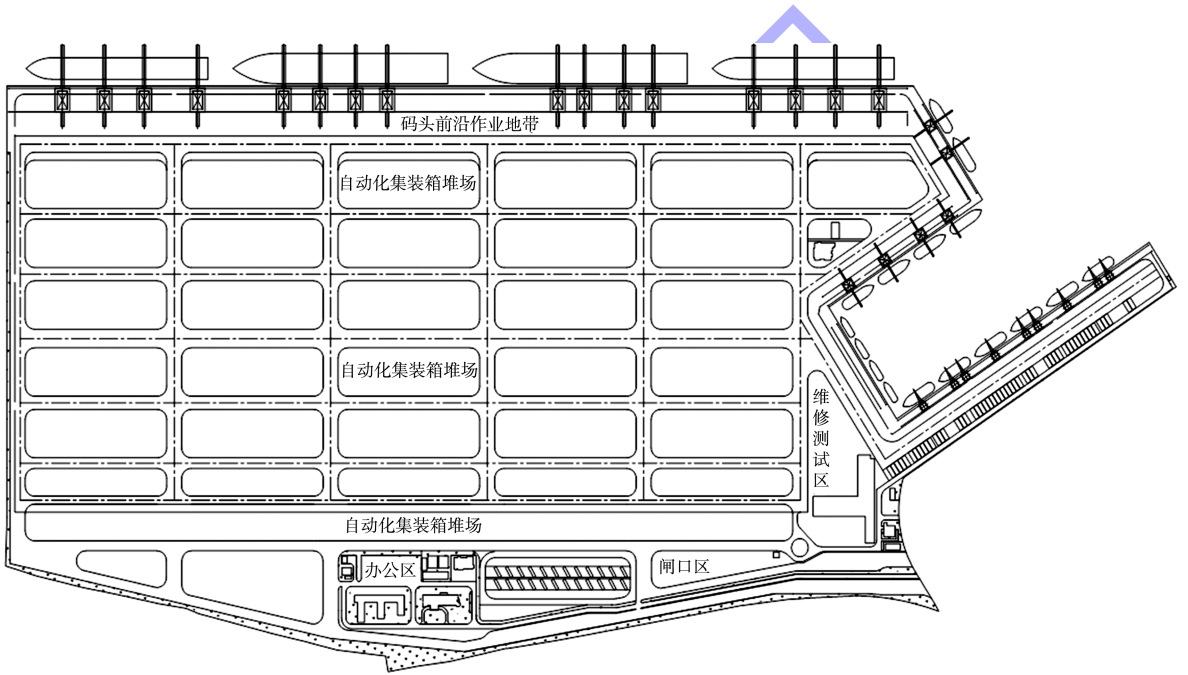 码头前沿作业地带
自动化集装箱堆场
自动化集装箱堆场
维修测试区
自动化集装箱堆场
办公区
闸口区